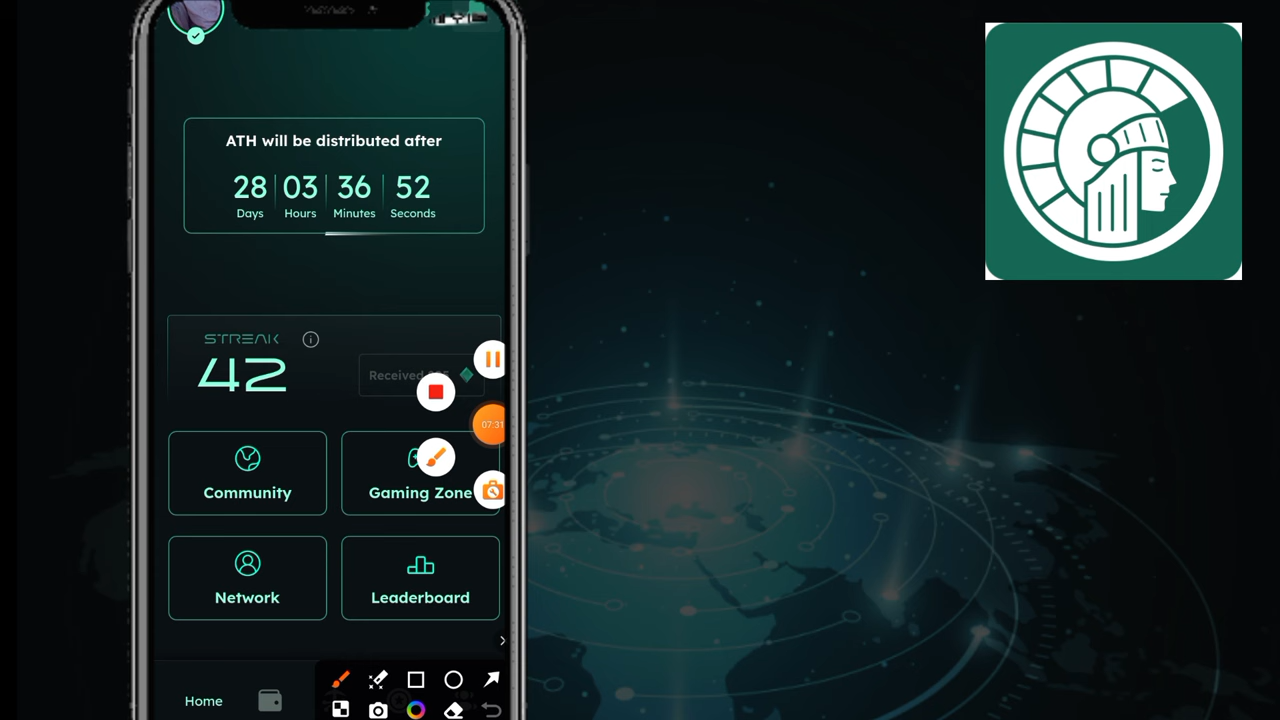 ATH will be distributed after
28 03 36 52
Days Hours Minutes Seconds
STREAK
42
Received
07:31
Community
Gaming Zone
Network
Leaderboard
Home